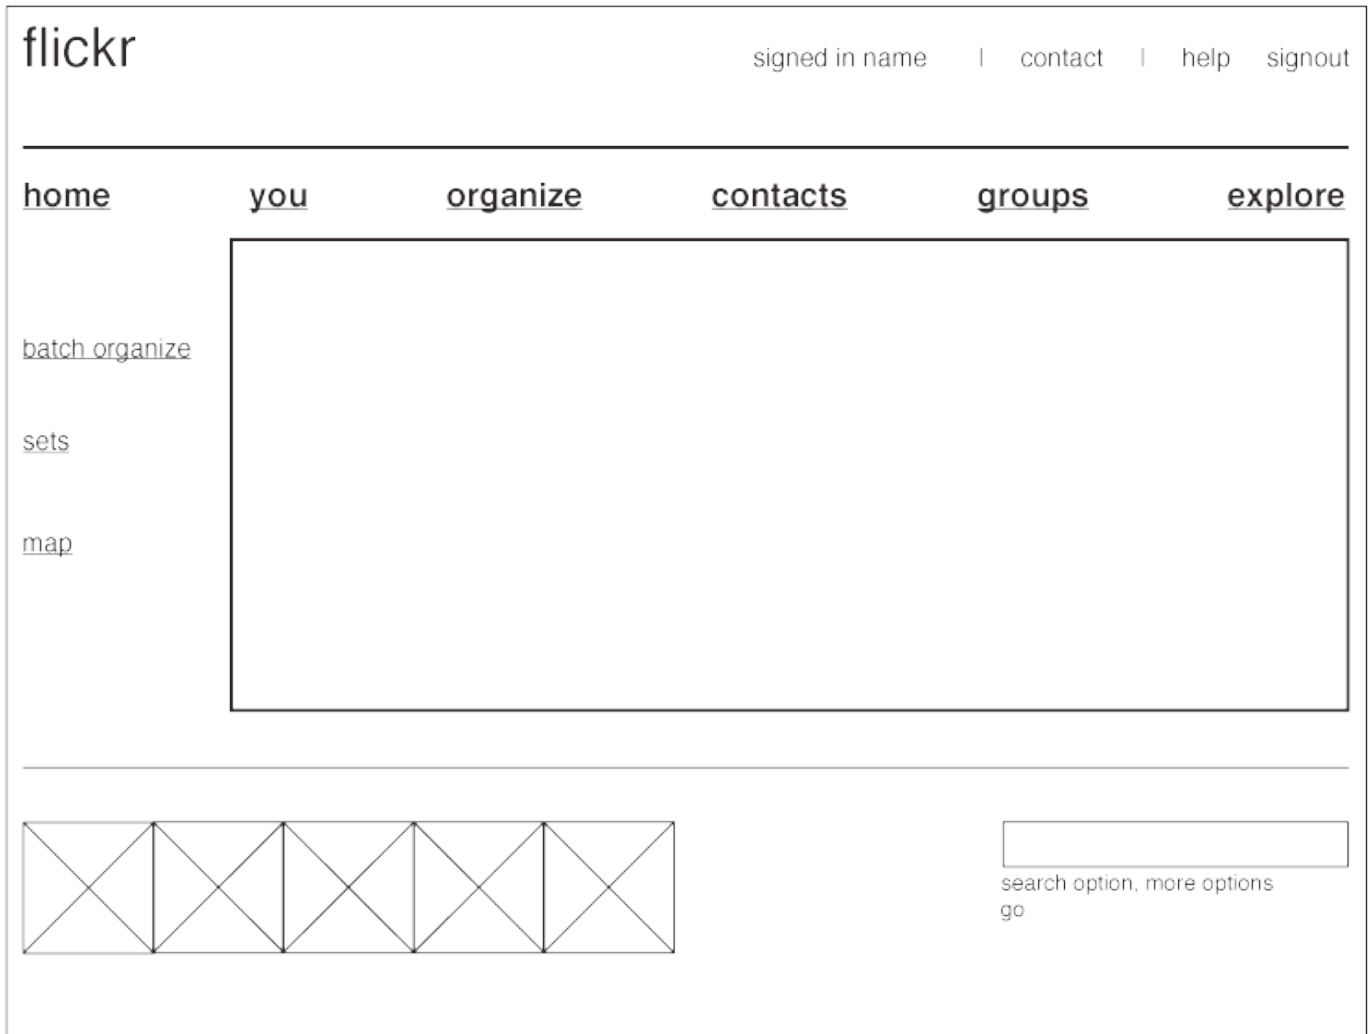 flickr
signed in name | contact | help signout
home you organize contacts groups explore
batch organize
sets
map
search option, more options
go